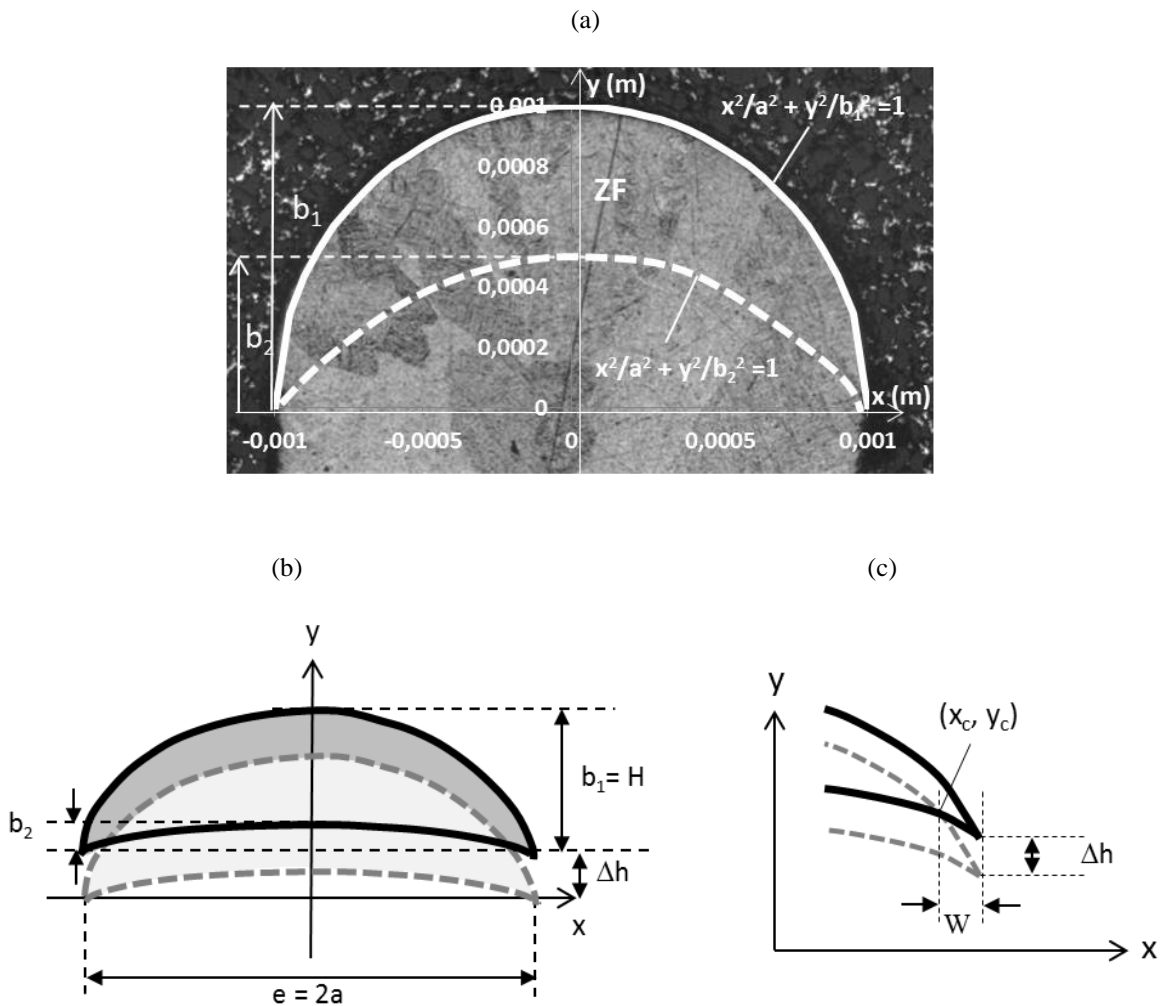 (a)
y (m)
0,001
x²/a² + y²/b₁² =1
0,0008
ZF
b₁
0,0006
0,0004
b₂
0,0002
x²/a² + y²/b₂² =1
0
x (m)
-0,001 -0,0005 0 0,0005 0,001
(b) (c)
y
b₁= H
b₂
Δh
x
e = 2a
y
(x_c, y_c)
Δh
W
x